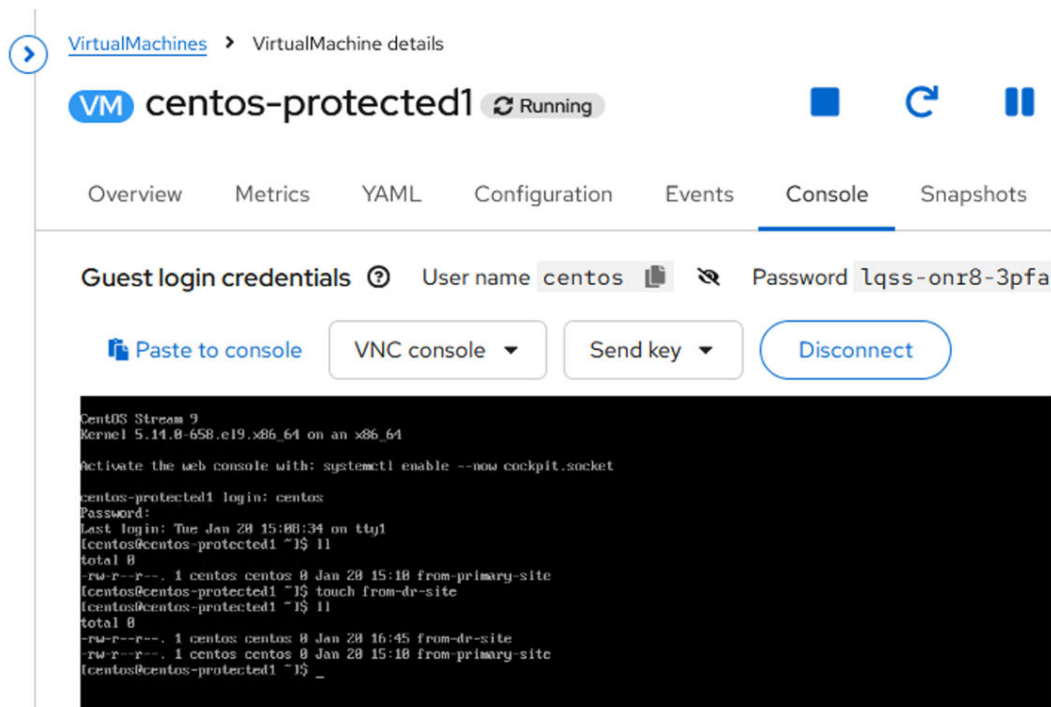 VirtualMachines > VirtualMachine details
VM centos-protected1 Running
Overview Metrics YAML Configuration Events Console Snapshots
Guest login credentials User name centos Password lqss-onr8-3pfa
Paste to console VNC console Send key Disconnect
CentOS Stream 9
Kernel 5.14.0-658.el9.x86_64 on an x86_64
Activate the web console with: systemctl enable --now cockpit.socket
centos-protected1 login: centos
Password:
Last login: Tue Jan 20 15:08:34 on tty1
[centos@centos-protected1 ~]$ ll
total 0
-rw-r--r--. 1 centos centos 0 Jan 20 15:10 from-primary-site
[centos@centos-protected1 ~]$ touch from-dr-site
[centos@centos-protected1 ~]$ ll
total 0
-rw-r--r--. 1 centos centos 0 Jan 20 16:45 from-dr-site
-rw-r--r--. 1 centos centos 0 Jan 20 15:10 from-primary-site
[centos@centos-protected1 ~]$ _